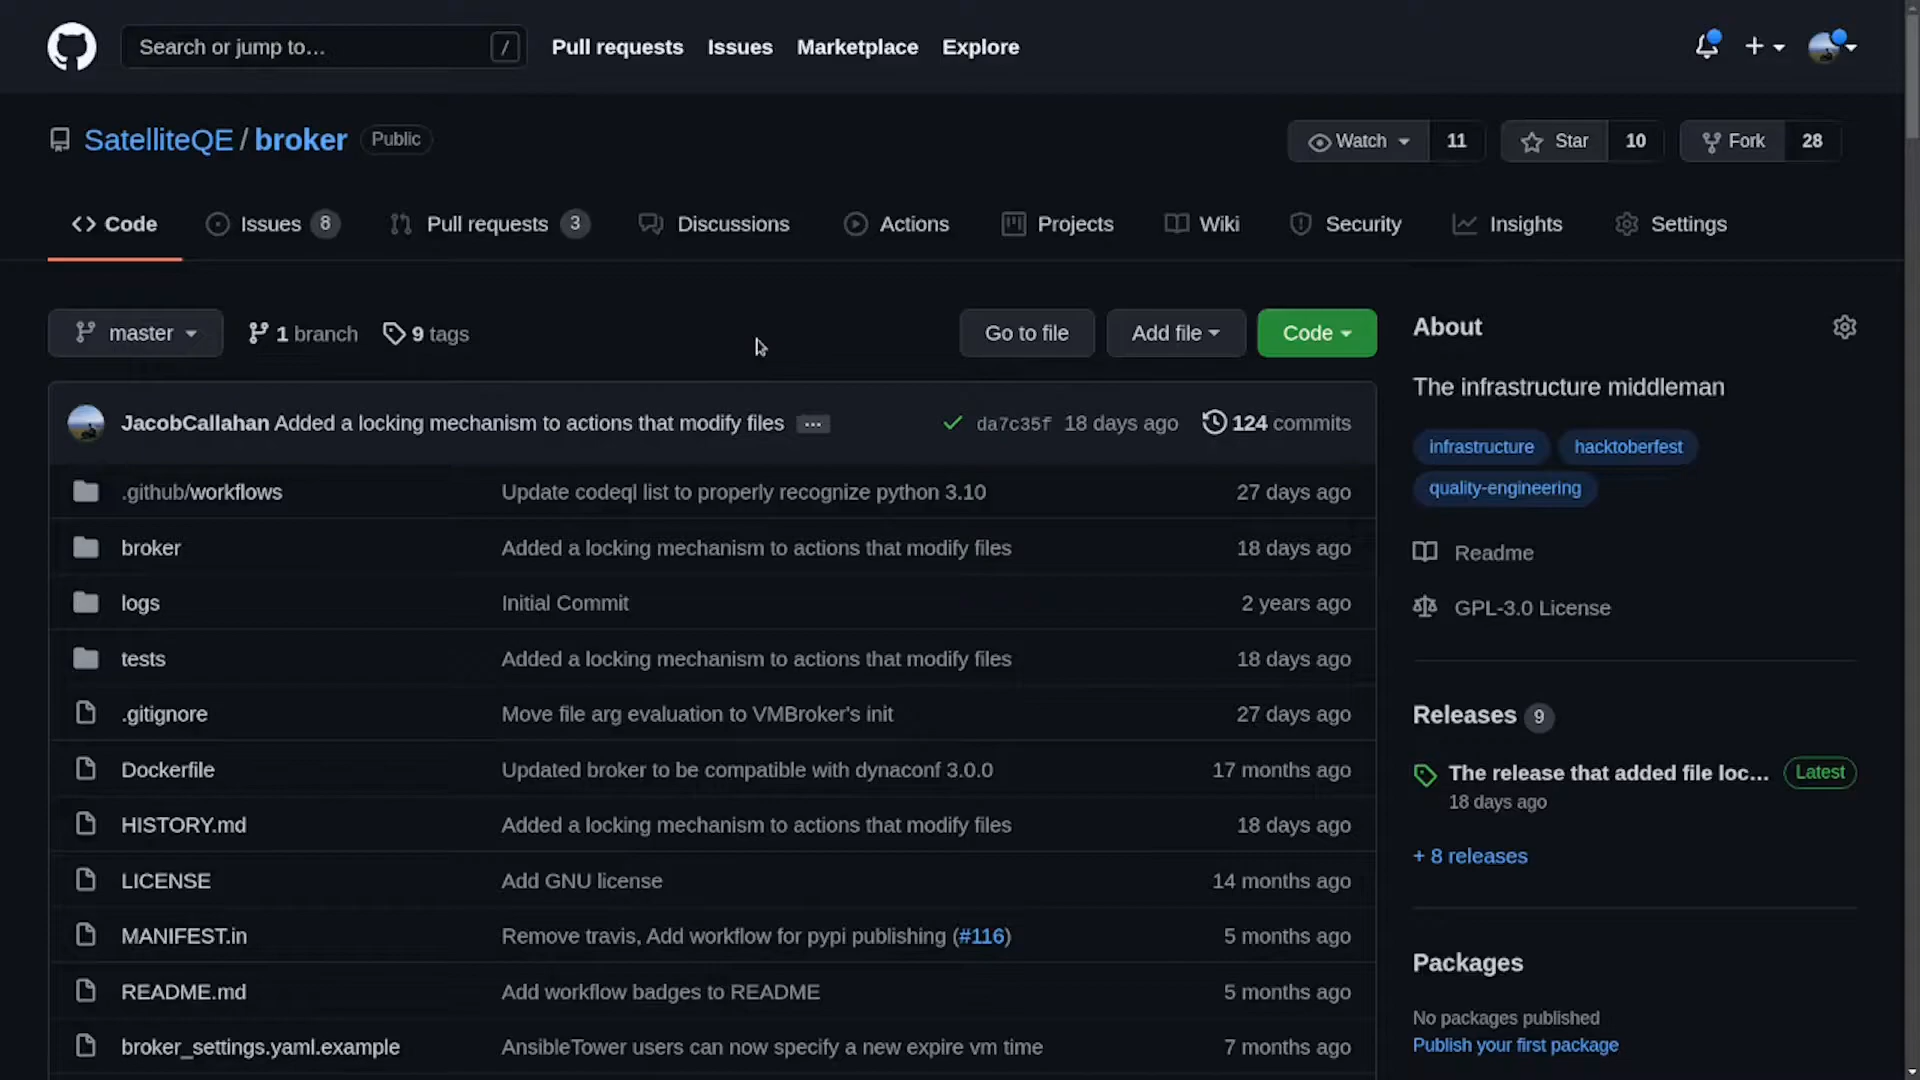 Search or jump to…
/
Pull requests
Issues
Marketplace
Explore
SatelliteQE / broker
Public
Watch 11
Star 10
Fork 28
Code
Issues 8
Pull requests 3
Discussions
Actions
Projects
Wiki
Security
Insights
Settings
master
1 branch
9 tags
Go to file
Add file
Code
JacobCallahan Added a locking mechanism to actions that modify files ...
da7c35f 18 days ago
124 commits
.github/workflows Update codeql list to properly recognize python 3.10 27 days ago
broker Added a locking mechanism to actions that modify files 18 days ago
logs Initial Commit 2 years ago
tests Added a locking mechanism to actions that modify files 18 days ago
.gitignore Move file arg evaluation to VMBroker's init 27 days ago
Dockerfile Updated broker to be compatible with dynaconf 3.0.0 17 months ago
HISTORY.md Added a locking mechanism to actions that modify files 18 days ago
LICENSE Add GNU license 14 months ago
MANIFEST.in Remove travis, Add workflow for pypi publishing (#116) 5 months ago
README.md Add workflow badges to README 5 months ago
broker_settings.yaml.example AnsibleTower users can now specify a new expire vm time 7 months ago
About
The infrastructure middleman
infrastructure
hacktoberfest
quality-engineering
Readme
GPL-3.0 License
Releases 9
The release that added file loc... Latest
18 days ago
+ 8 releases
Packages
No packages published
Publish your first package